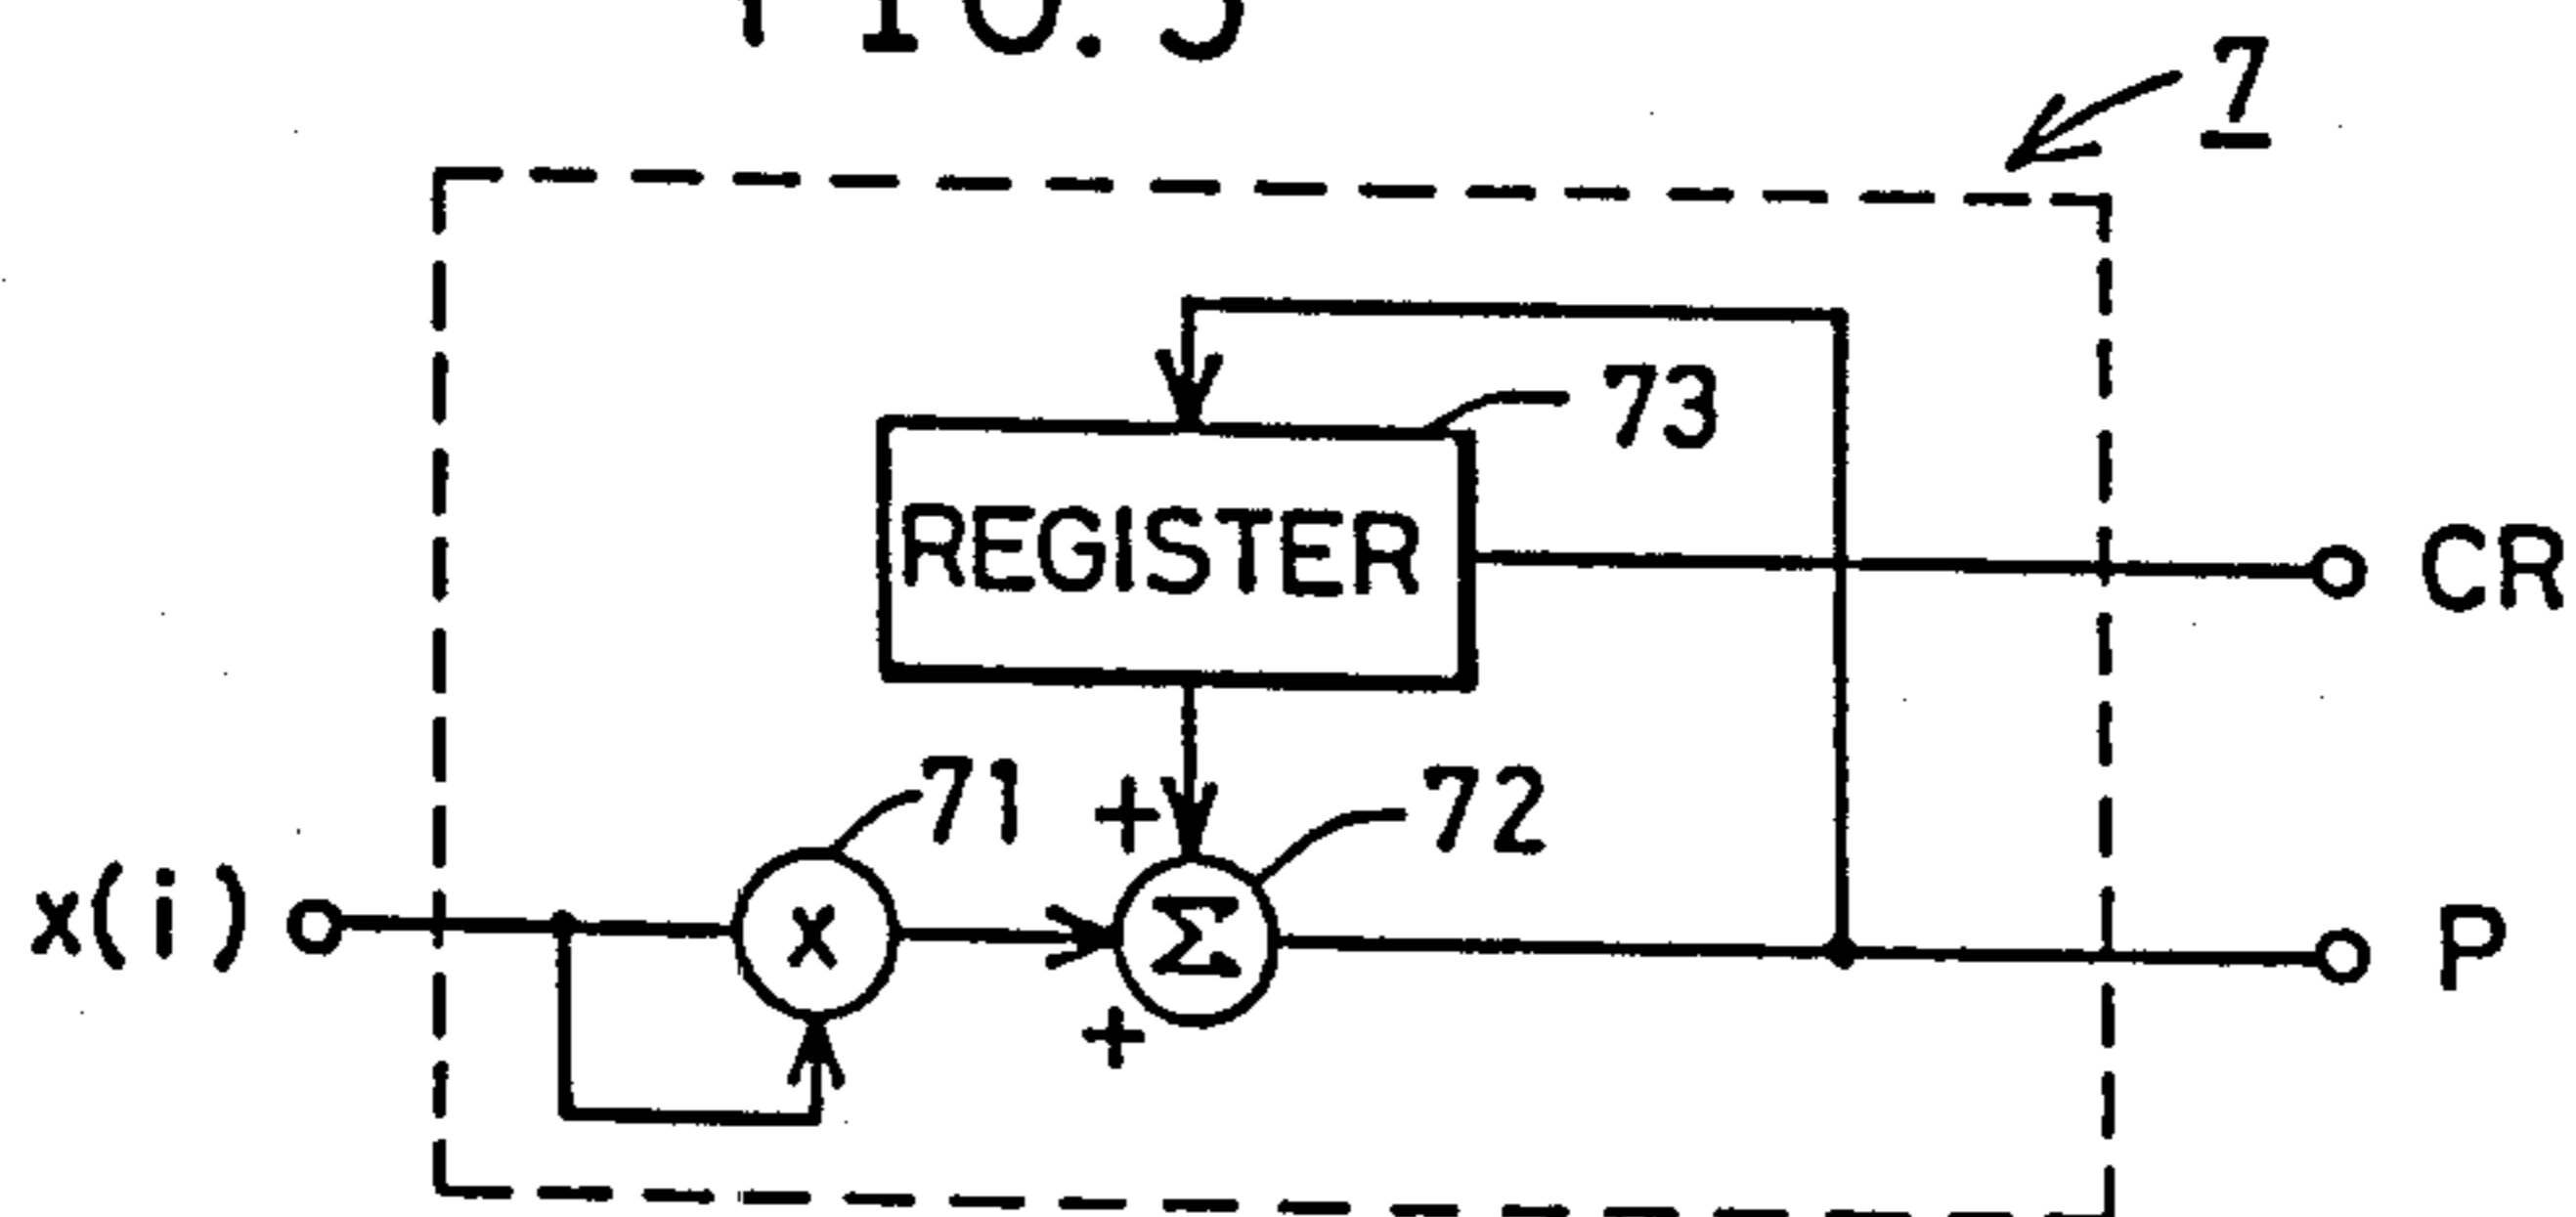 7
73
REGISTER
CR
71
+
72
x(i)
x
Σ
P
+